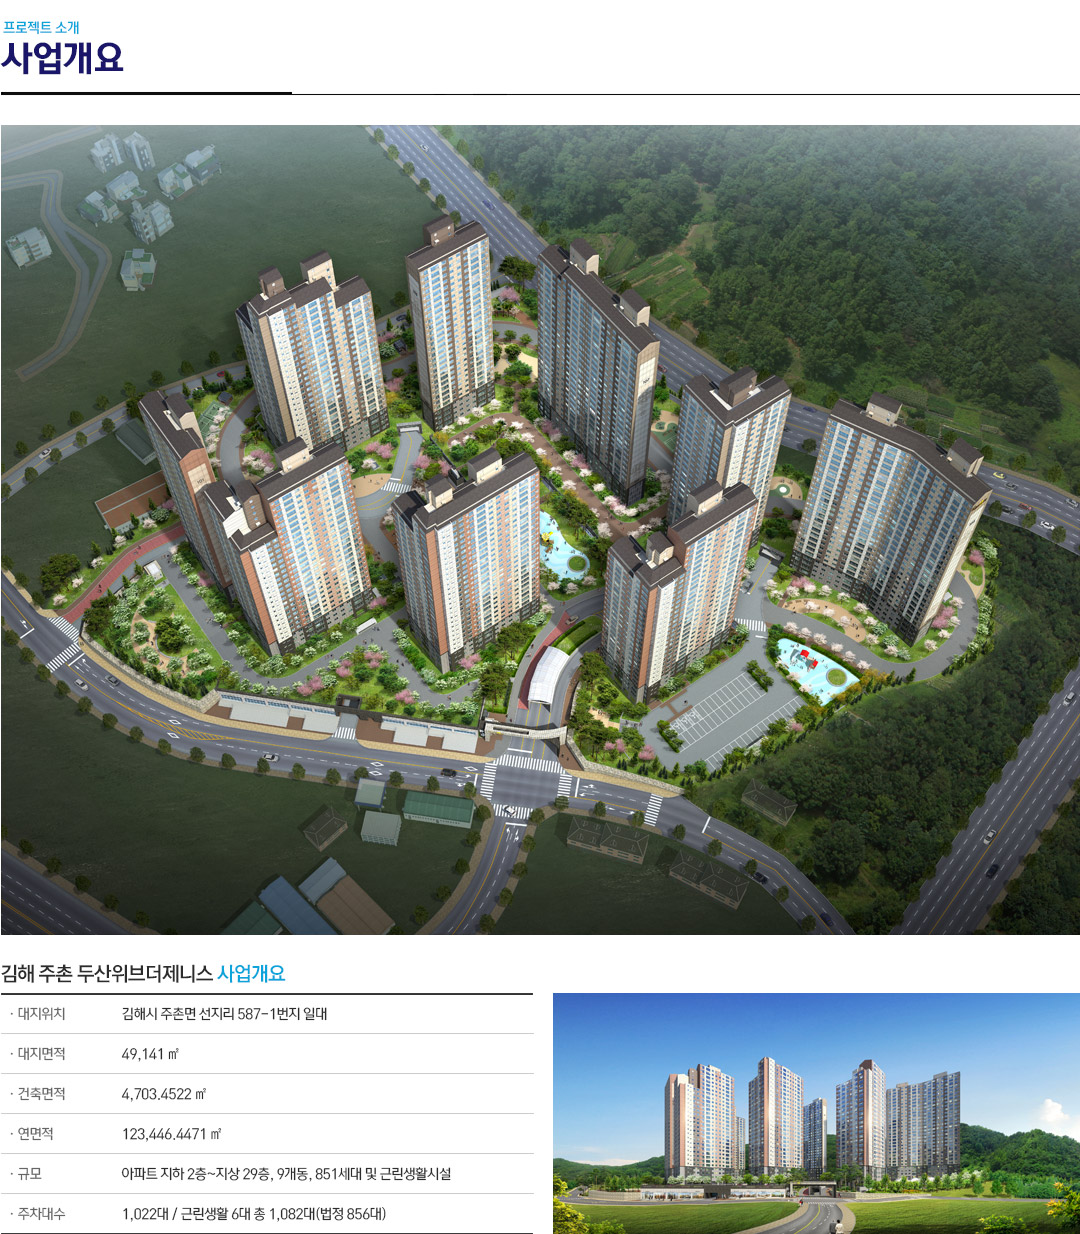 프로젝트 소개
사업개요
김해 주촌 두산위브더제니스 사업개요
· 대지위치 김해시 주촌면 선지리 587-1번지 일대
· 대지면적 49,141 ㎡
· 건축면적 4,703.4522 ㎡
· 연면적 123,446.4471 ㎡
· 규모 아파트 지하 2층~지상 29층, 9개동, 851세대 및 근린생활시설
· 주차대수 1,022대 / 근린생활 6대 총 1,082대(법정 856대)